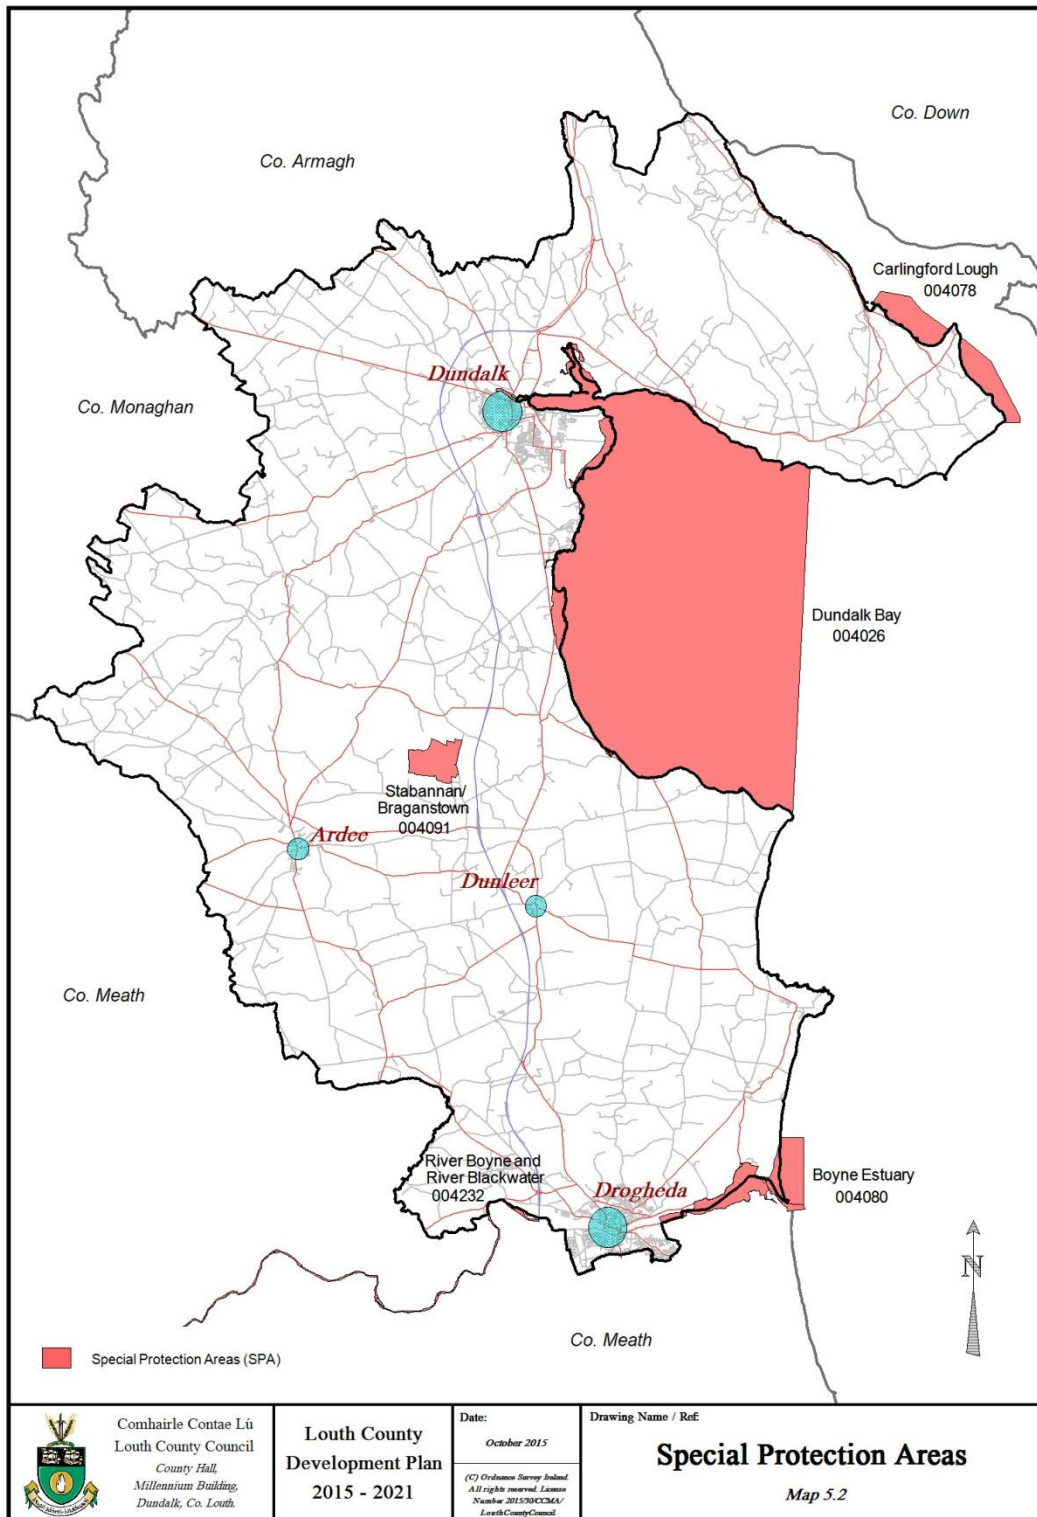 Co. Down
Co. Armagh
Carlingford Lough
004078
Dundalk
Co. Monaghan
Dundalk Bay
004026
Stabannan/
Braganstown
004091
Ardee
Dunleer
Co. Meath
River Boyne and
River Blackwater
004232
Drogheda
Boyne Estuary
004080
N
Co. Meath
Special Protection Areas (SPA)
Comhairle Contae Lú
Louth County Council
County Hall,
Millennium Building,
Dundalk, Co. Louth.
Louth County
Development Plan
2015 - 2021
Date:
October 2015
(C) Ordnance Survey Ireland.
All rights reserved. License
Number 2015/30/CCMA/
LouthCountyCouncil
Drawing Name / Ref:
Special Protection Areas
Map 5.2